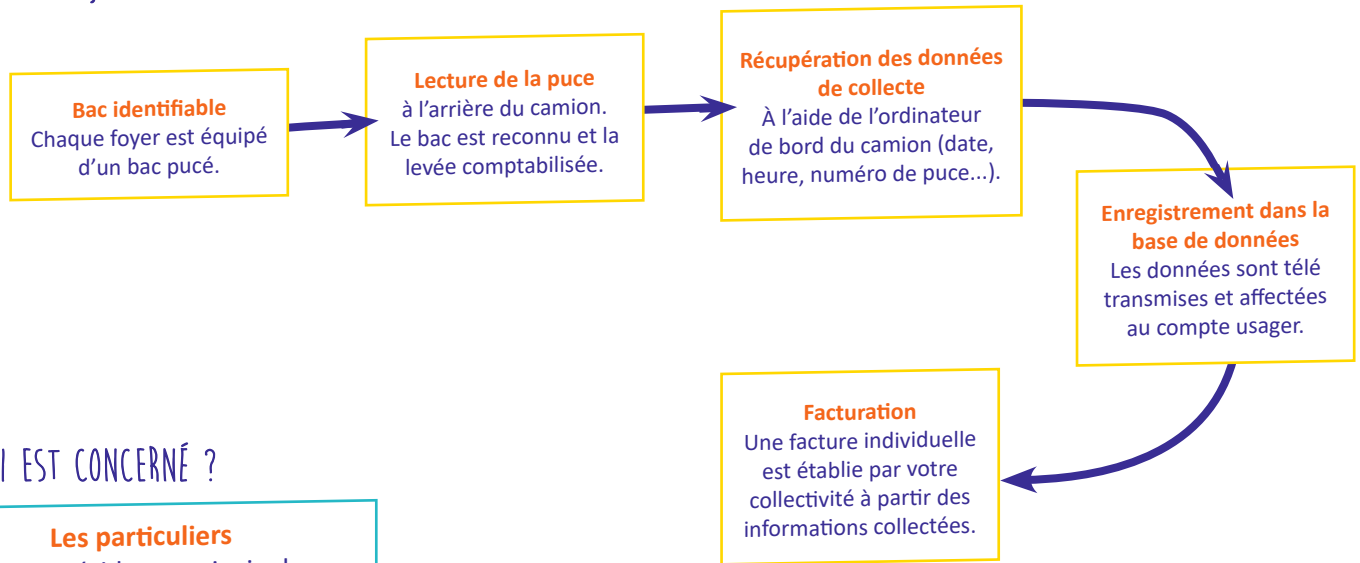 Bac identifiable
Chaque foyer est équipé
d'un bac pucé.
Lecture de la puce
à l'arrière du camion.
Le bac est reconnu et la
levée comptabilisée.
Récupération des données
de collecte
À l'aide de l'ordinateur
de bord du camion (date,
heure, numéro de puce...).
Enregistrement dans la
base de données
Les données sont télé
transmises et affectées
au compte usager.
Facturation
Une facture individuelle
est établie par votre
collectivité à partir des
informations collectées.
I EST CONCERNÉ ?
Les particuliers